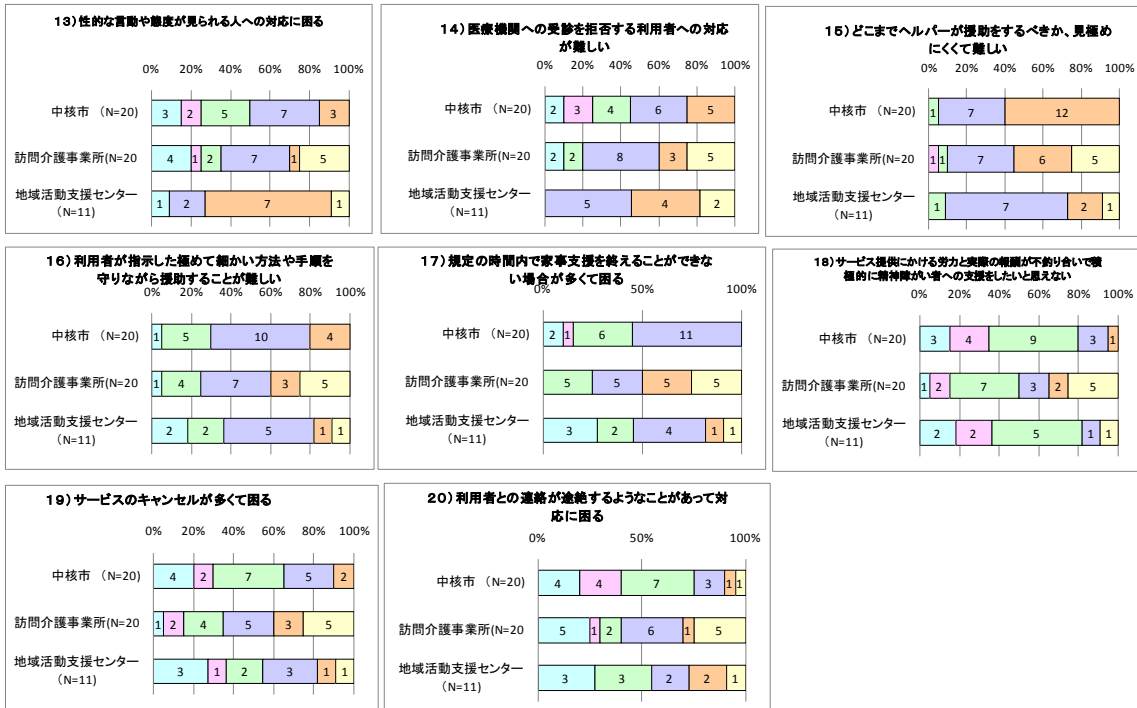 13）性的な言動や態度が見られる人への対応に困る
0% 20% 40% 60% 80% 100%
中核市 （N=20） 3 2 5 7 3
訪問介護事業所(N=20 4 1 2 7 1 5
地域活動支援センター 1 2 7 1
（N=11）
14）医療機関への受診を拒否する利用者への対応
が難しい
0% 20% 40% 60% 80% 100%
中核市 （N=20） 2 3 4 6 5
訪問介護事業所(N=20 2 2 8 3 5
地域活動支援センター 5 4 2
（N=11）
15）どこまでヘルパーが援助をするべきか、見極め
にくくて難しい
0% 20% 40% 60% 80% 100%
中核市 （N=20） 1 7 12
訪問介護事業所(N=20 1 1 7 6 5
地域活動支援センター 1 7 2 1
（N=11）
16）利用者が指示した極めて細かい方法や手順を
守りながら援助することが難しい
0% 20% 40% 60% 80% 100%
中核市 （N=20） 1 5 10 4
訪問介護事業所(N=20 1 4 7 3 5
地域活動支援センター 2 2 5 1 1
（N=11）
17）規定の時間内で家事支援を終えることができな
い場合が多くて困る
0% 50% 100%
中核市 （N=20） 2 1 6 11
訪問介護事業所(N=20 5 5 5 5
地域活動支援センター 3 2 4 1 1
（N=11）
18）サービス提供にかける労力と実際の報酬が不釣り合いで積
極的に精神障がい者への支援をしたいと思えない
0% 20% 40% 60% 80% 100%
中核市 （N=20） 3 4 9 3 1
訪問介護事業所(N=20 1 2 7 3 2 5
地域活動支援センター 2 2 5 1 1
（N=11）
19）サービスのキャンセルが多くて困る
0% 20% 40% 60% 80% 100%
中核市 （N=20） 4 2 7 5 2
訪問介護事業所(N=20 1 2 4 5 3 5
地域活動支援センター 3 1 2 3 1 1
（N=11）
20）利用者との連絡が途絶するようなことがあって対
応に困る
0% 50% 100%
中核市 （N=20） 4 4 7 3 1 1
訪問介護事業所(N=20 5 1 2 6 1 5
地域活動支援センター 3 3 2 2 1
（N=11）